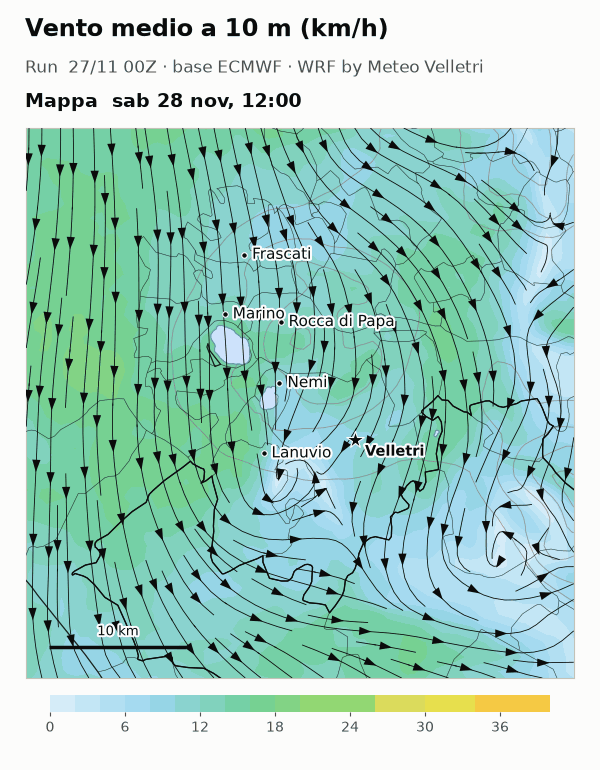 Vento medio a 10 m (km/h)
Run  27/11 00Z · base ECMWF · WRF by Meteo Velletri
Mappa  sab 28 nov, 12:00
Frascati
Marino
Rocca di Papa
Nemi
Velletri
Lanuvio
10 km
0 6 12 18 24 30 36